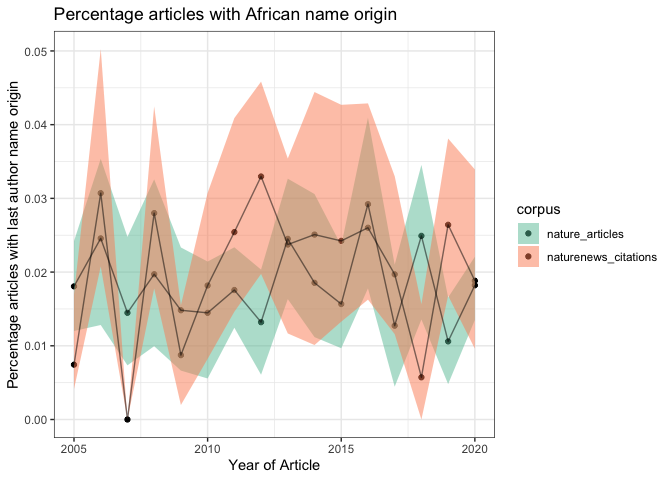 Percentage articles with African name origin
Percentage articles with last author name origin
0.05
0.04
0.03
0.02
0.01
0.00
2005
2010
2015
2020
Year of Article
corpus
nature_articles
naturenews_citations